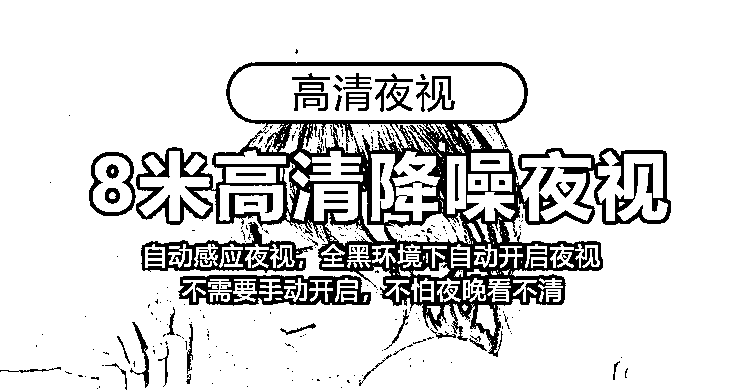 高清夜视
8米高清降噪夜视
自动感应夜视，全黑环境下自动开启夜视
不需要手动开启，不怕夜晚看不清